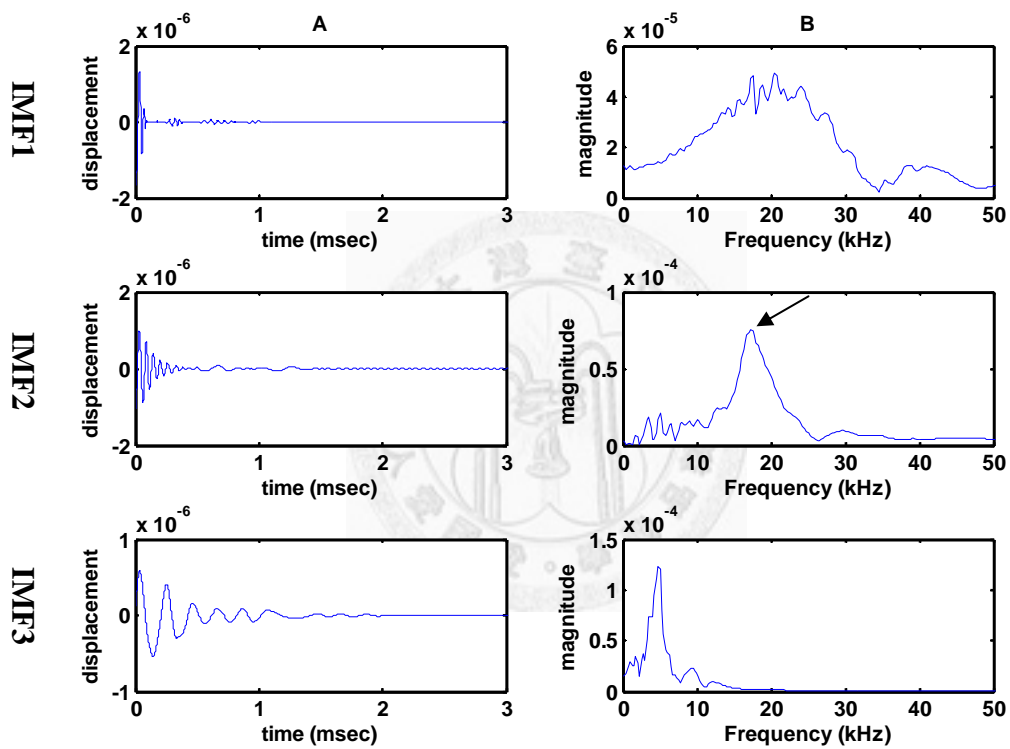 A
B
IMF1
x 10^-6
2
0
-2
displacement
0 1 2 3
time (msec)
x 10^-5
6
4
2
0
magnitude
0 10 20 30 40 50
Frequency (kHz)
IMF2
x 10^-6
2
0
-2
displacement
0 1 2 3
time (msec)
x 10^-4
1
0.5
0
magnitude
0 10 20 30 40 50
Frequency (kHz)
IMF3
x 10^-6
1
0
-1
displacement
0 1 2 3
time (msec)
x 10^-4
1.5
1
0.5
0
magnitude
0 10 20 30 40 50
Frequency (kHz)